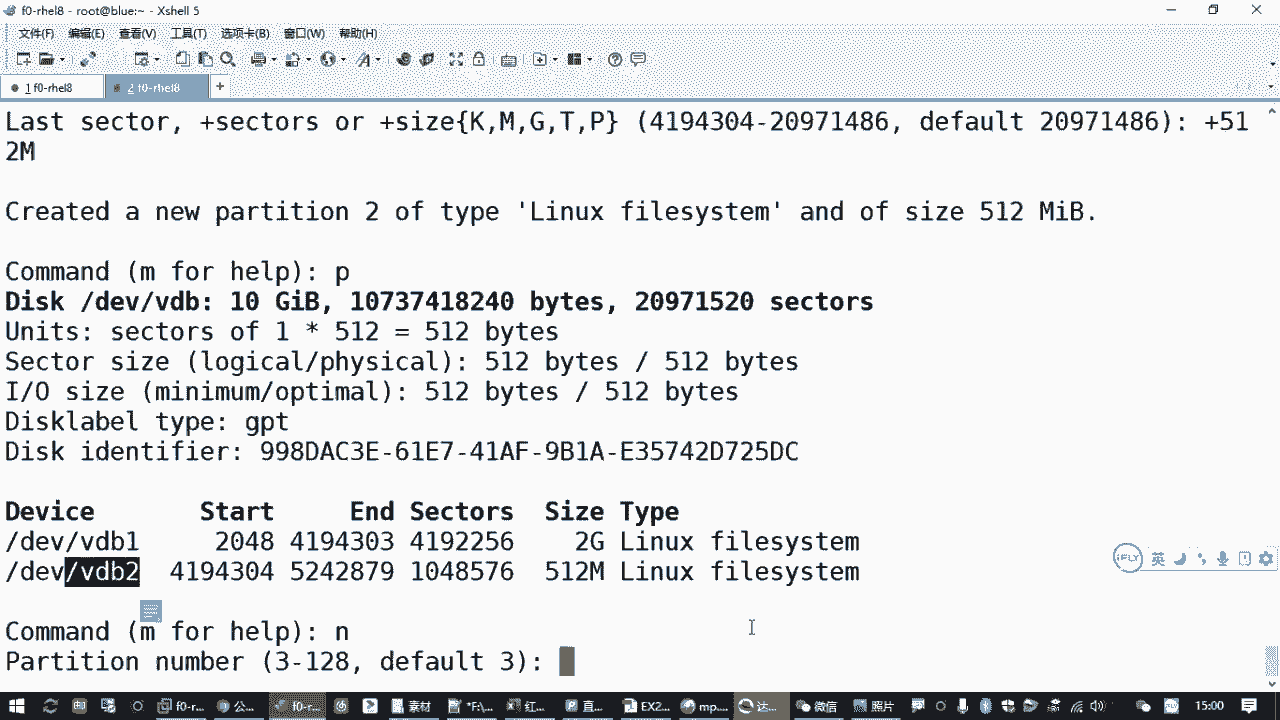 f0-rhel8 - root@blue:~ - Xshell 5
文件(F) 编辑(E) 查看(V) 工具(T) 选项卡(B) 窗口(W) 帮助(H)
1 f0-rhel8 2 f0-rhel8 +
Last sector, +sectors or +size{K,M,G,T,P} (4194304-20971486, default 20971486): +51
2M
Created a new partition 2 of type 'Linux filesystem' and of size 512 MiB.
Command (m for help): p
Disk /dev/vdb: 10 GiB, 10737418240 bytes, 20971520 sectors
Units: sectors of 1 * 512 = 512 bytes
Sector size (logical/physical): 512 bytes / 512 bytes
I/O size (minimum/optimal): 512 bytes / 512 bytes
Disklabel type: gpt
Disk identifier: 998DAC3E-61E7-41AF-9B1A-E35742D725DC
Device Start End Sectors Size Type
/dev/vdb1 2048 4194303 4192256 2G Linux filesystem
/dev/vdb2 4194304 5242879 1048576 512M Linux filesystem
iFLY 英
Command (m for help): n
Partition number (3-128, default 3):
f0-r... 公... f0-r... 素材 *F:\... 红... 直... EXZ... mp... 达... 微信 照片 15:00